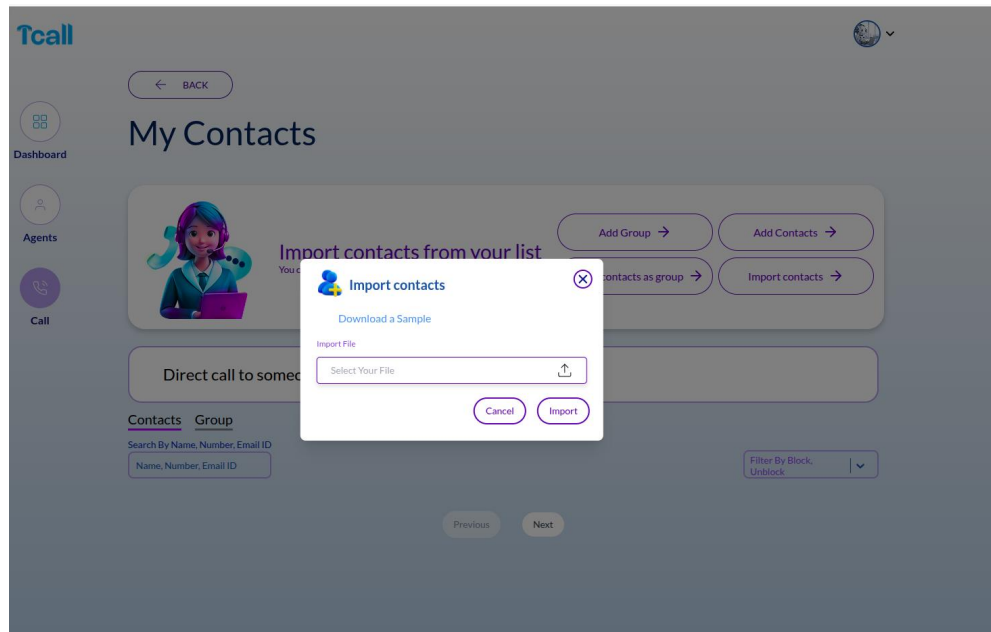 Tcall
BACK
My Contacts
Dashboard
Agents
Call
Import contacts from your list
You c
Add Group
Add Contacts
contacts as group
Import contacts
Import contacts
Download a Sample
Import File
Select Your File
Cancel
Import
Direct call to someo
Contacts Group
Search By Name, Number, Email ID
Name, Number, Email ID
Filter By Block,
Unblock
Previous
Next